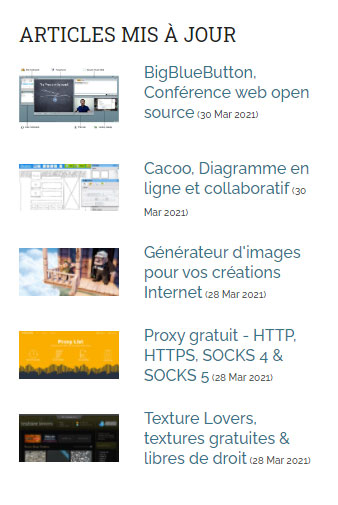 ARTICLES MIS À JOUR
BigBlueButton,
Conférence web open
source (30 Mar 2021)
Cacoo, Diagramme en
ligne et collaboratif (30
Mar 2021)
Générateur d'images
pour vos créations
Internet (28 Mar 2021)
Proxy List
Proxy gratuit - HTTP,
HTTPS, SOCKS 4 &
SOCKS 5 (28 Mar 2021)
Texture Lovers,
textures gratuites &
libres de droit (28 Mar 2021)